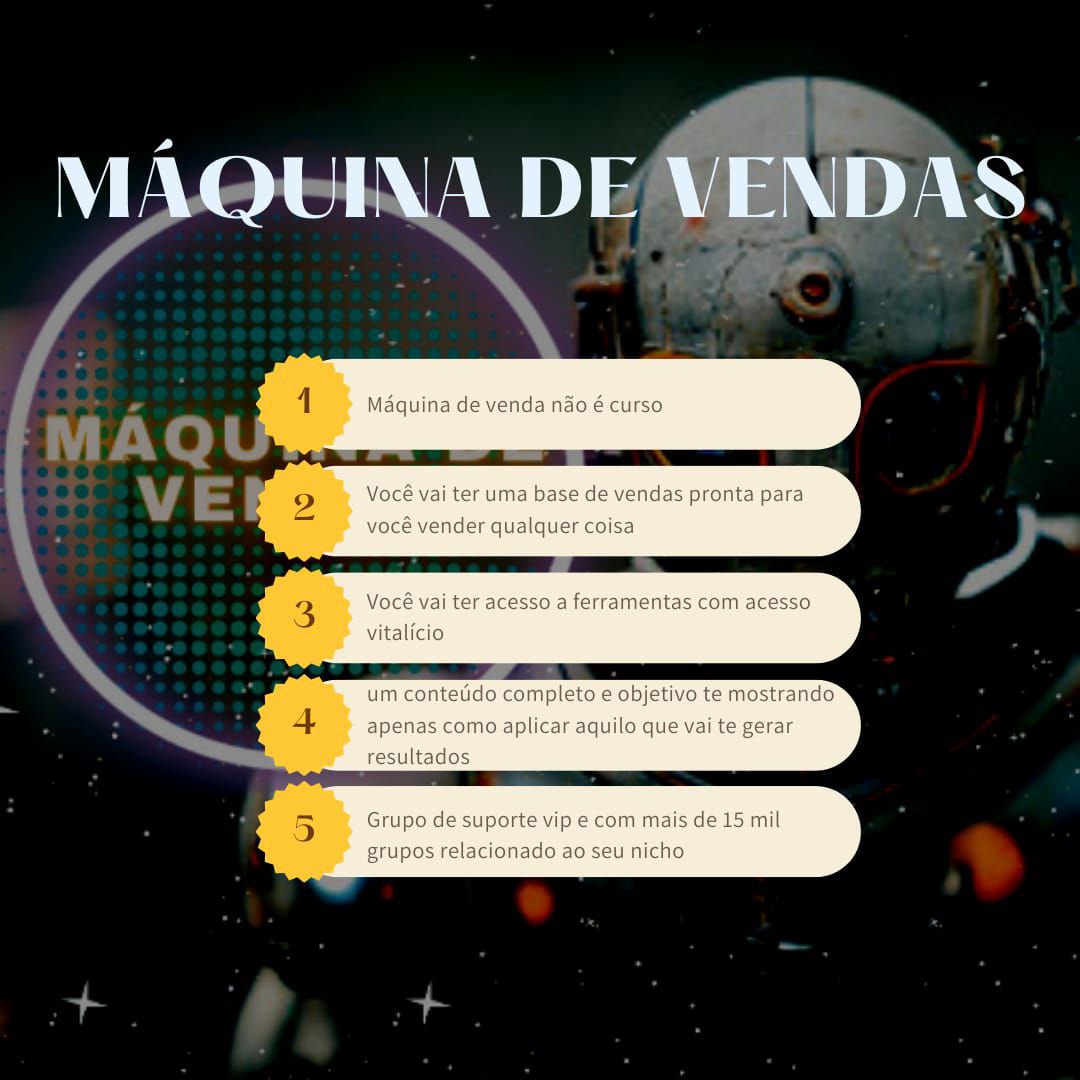 MÁQUINA DE VENDAS
MÁQUINA DE
VEN
1
Máquina de venda não é curso
2
Você vai ter uma base de vendas pronta para
você vender qualquer coisa
3
Você vai ter acesso a ferramentas com acesso
vitalício
4
um conteúdo completo e objetivo te mostrando
apenas como aplicar aquilo que vai te gerar
resultados
5
Grupo de suporte vip e com mais de 15 mil
grupos relacionado ao seu nicho